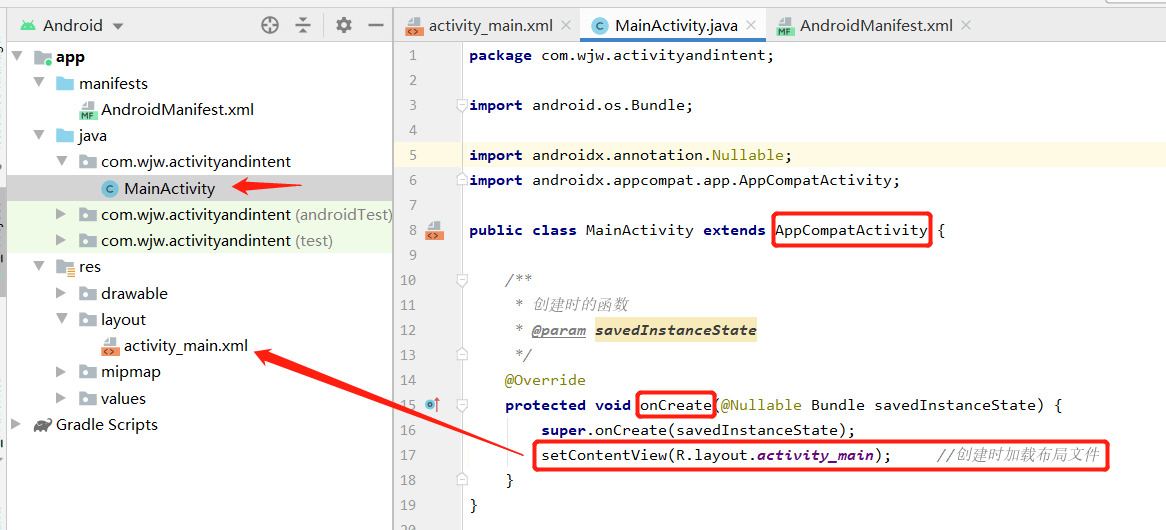 Android
app
manifests
AndroidManifest.xml
java
com.wjw.activityandintent
MainActivity
com.wjw.activityandintent (androidTest)
com.wjw.activityandintent (test)
res
drawable
layout
activity_main.xml
mipmap
values
Gradle Scripts
activity_main.xml
MainActivity.java
AndroidManifest.xml
1 package com.wjw.activityandintent;
2
3 import android.os.Bundle;
4
5 import androidx.annotation.Nullable;
6 import androidx.appcompat.app.AppCompatActivity;
7
8 public class MainActivity extends AppCompatActivity {
9
10 /**
11 * 创建时的函数
12 * @param savedInstanceState
13 */
14 @Override
15 protected void onCreate(@Nullable Bundle savedInstanceState) {
16 super.onCreate(savedInstanceState);
17 setContentView(R.layout.activity_main); //创建时加载布局文件
18 }
19 }
20